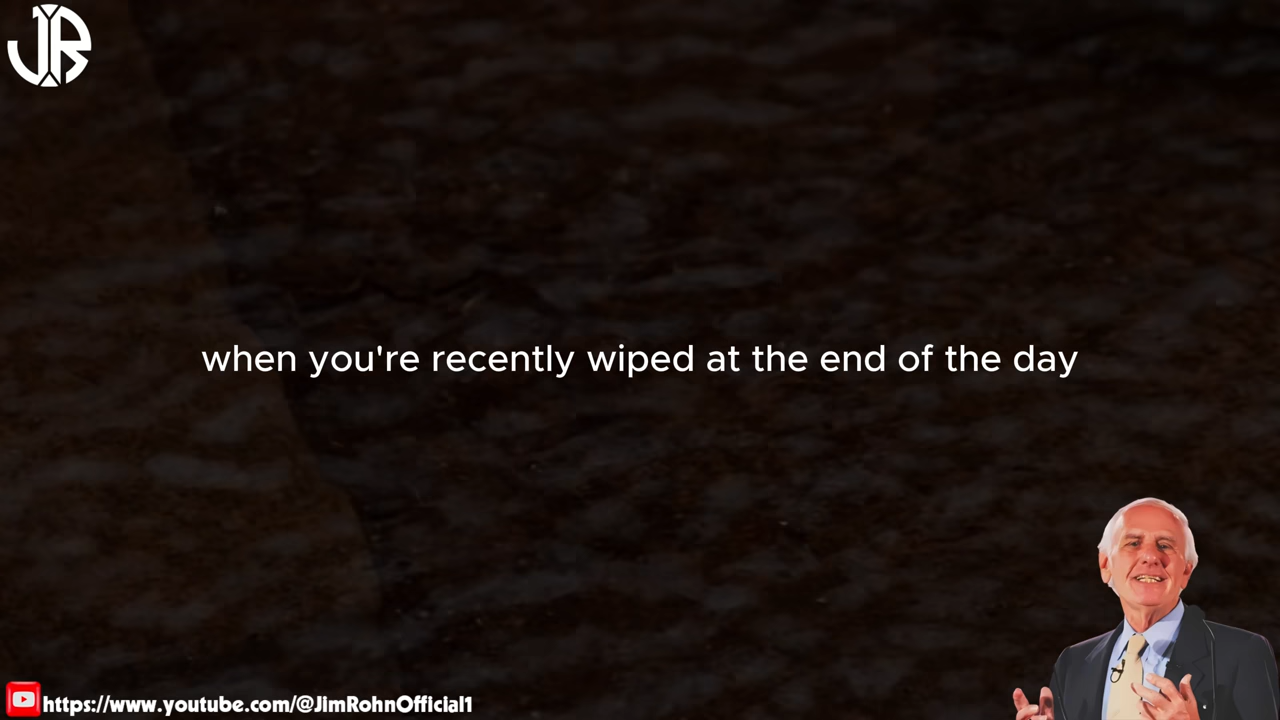 JR
when you're recently wiped at the end of the day
https://www.youtube.com/@JimRohnOfficial1